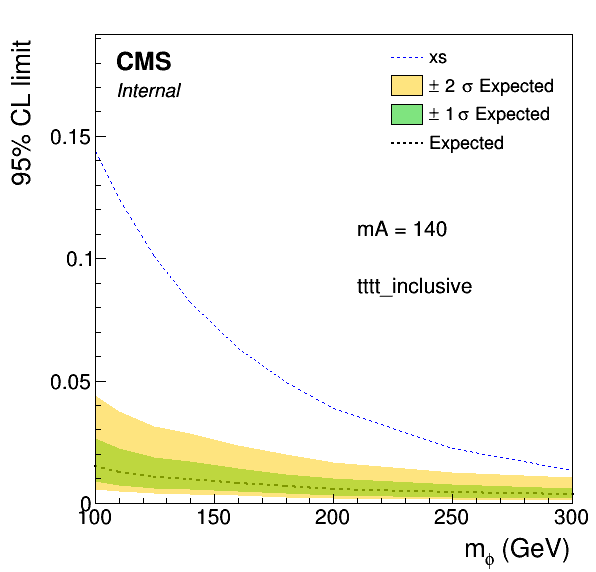 CMS
Internal
xs
± 2 σ Expected
± 1 σ Expected
Expected
mA = 140
tttt_inclusive
95% CL limit
0.15
0.1
0.05
0
100
150
200
250
300
m_ϕ (GeV)